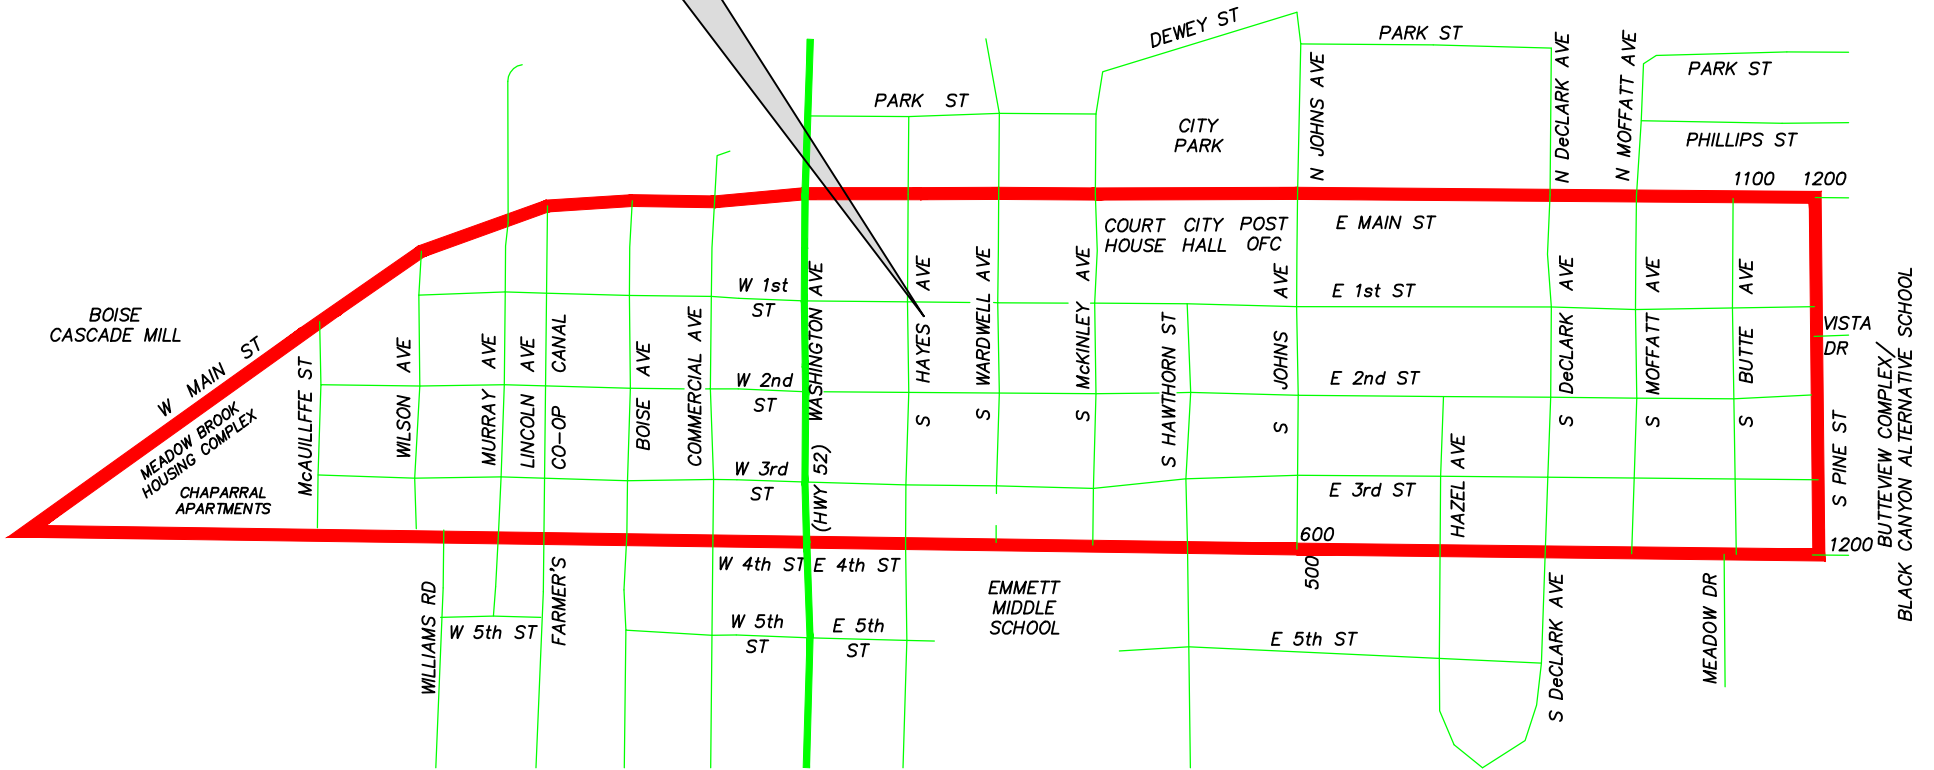 DEWEY ST
PARK ST
N JOHNS AVE
N DeCLARK AVE
N MOFFATT AVE
PARK ST
PARK ST
CITY
PARK
PHILLIPS ST
1100
1200
COURT
HOUSE
CITY
HALL
POST
OFC
E MAIN ST
BOISE
CASCADE MILL
W MAIN ST
MEADOW BROOK
HOUSING COMPLEX
CHAPARRAL
APARTMENTS
McAUILLFFE ST
WILSON AVE
MURRAY AVE
LINCOLN AVE
CO-OP CANAL
BOISE AVE
COMMERCIAL AVE
W 1st
ST
W 2nd
ST
W 3rd
ST
WASHINGTON AVE
(HWY 52)
S HAYES AVE
S WARDWELL AVE
S McKINLEY AVE
S HAWTHORN ST
S JOHNS AVE
E 1st ST
E 2nd ST
E 3rd ST
HAZEL AVE
S DeCLARK AVE
S MOFFATT AVE
S BUTTE AVE
VISTA
DR
S PINE ST
BUTTEVIEW COMPLEX/
BLACK CANYON ALTERNATIVE SCHOOL
600
500
1200
W 4th ST
E 4th ST
WILLIAMS RD
W 5th ST
FARMER'S
W 5th
ST
E 5th
ST
EMMETT
MIDDLE
SCHOOL
E 5th ST
S DeCLARK AVE
MEADOW DR